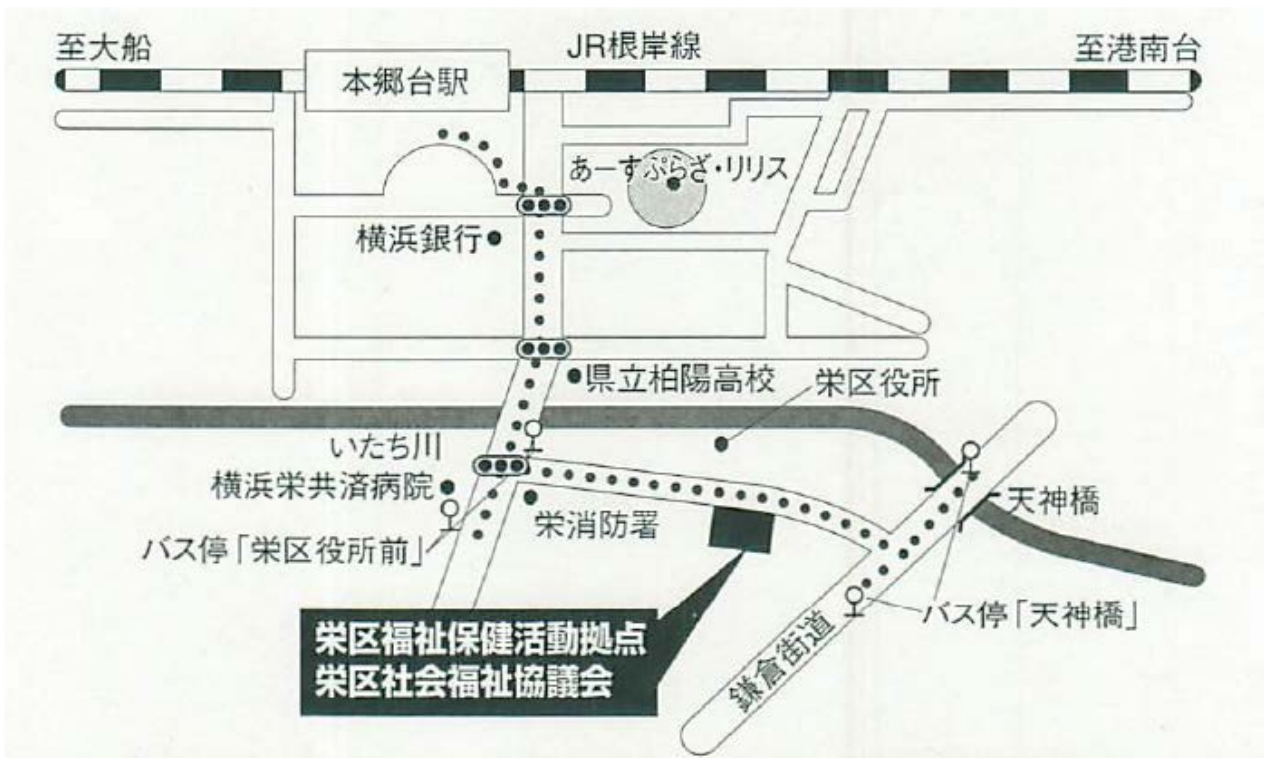 至大船
JR根岸線
至港南台
本郷台駅
あーすぷらざ・リリス
横浜銀行
県立柏陽高校
栄区役所
いたち川
横浜栄共済病院
栄消防署
天神橋
バス停「栄区役所前」
バス停「天神橋」
鎌倉街道
栄区福祉保健活動拠点
栄区社会福祉協議会